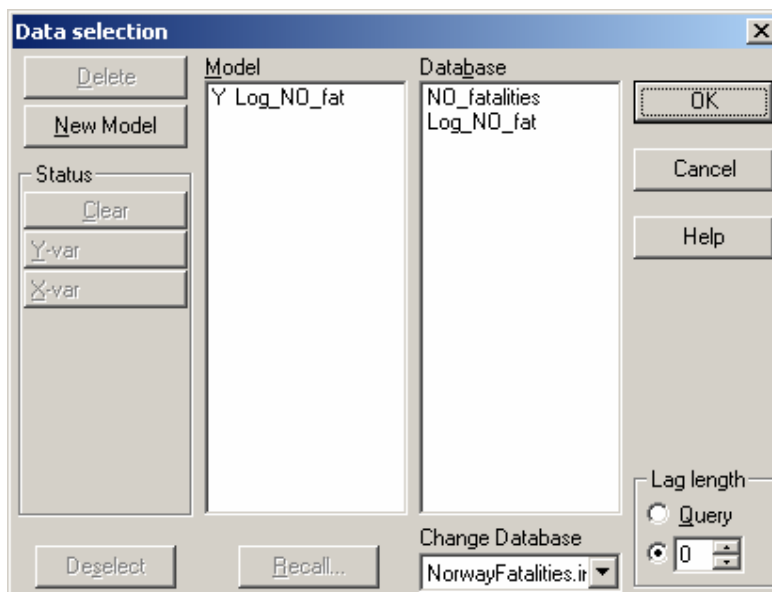 Data selection
Delete
New Model
Status
Clear
Y-var
X-var
Deselect
Model
Y Log_NO_fat
Recall...
Database
NO_fatalities
Log_NO_fat
Change Database
NorwayFatalities.ir
OK
Cancel
Help
Lag length
Query
0